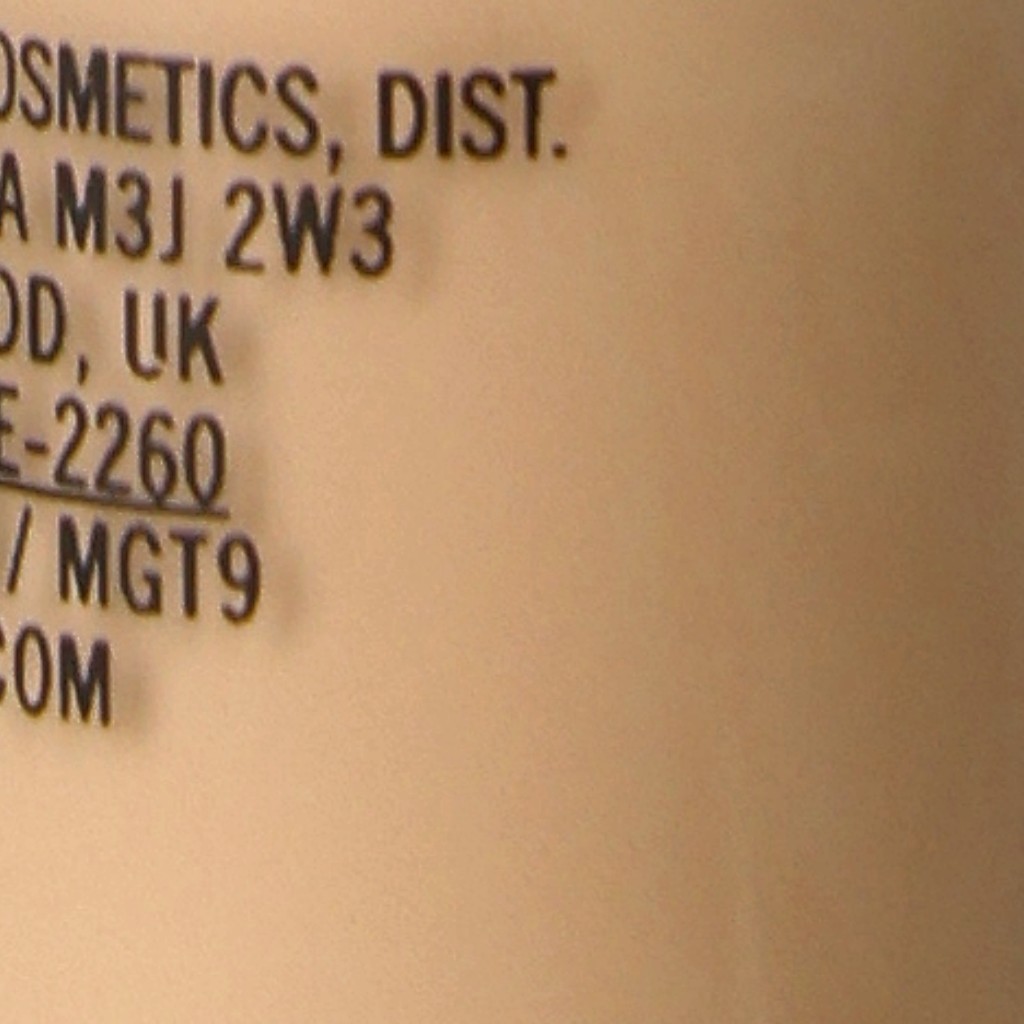 OSMETICS, DIST.
A M3J 2W3
OD, UK
E-2260
/ MGT9
COM